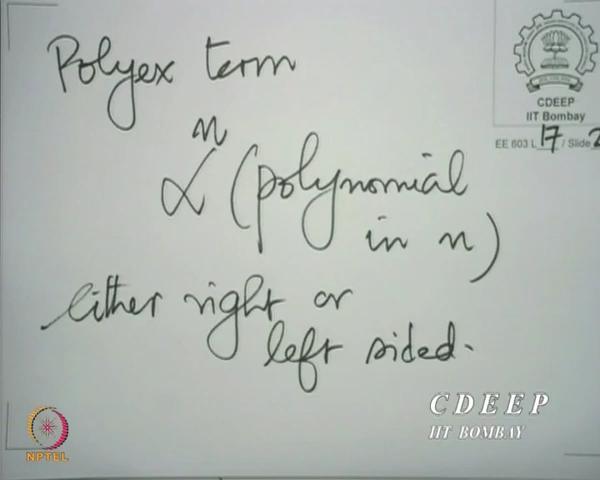 Polyex term
αⁿ (polynomial
in n)
either right or
left sided.
CDEEP
IIT Bombay
EE 603 L 17 / Slide 2
CDEEP
IIT BOMBAY
NPTEL